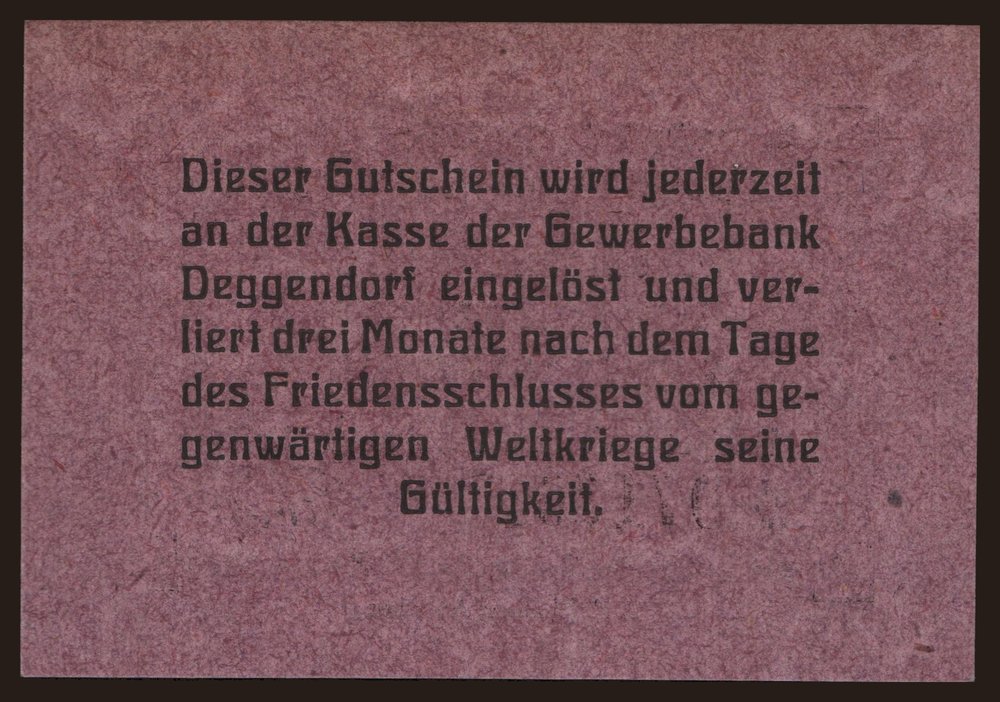 Dieser Gutschein wird jederzeit
an der Kasse der Gewerbebank
Deggendorf eingelöst und ver-
liert drei Monate nach dem Tage
des Friedensschlusses vom ge-
genwärtigen Weltkriege seine
Gültigkeit.